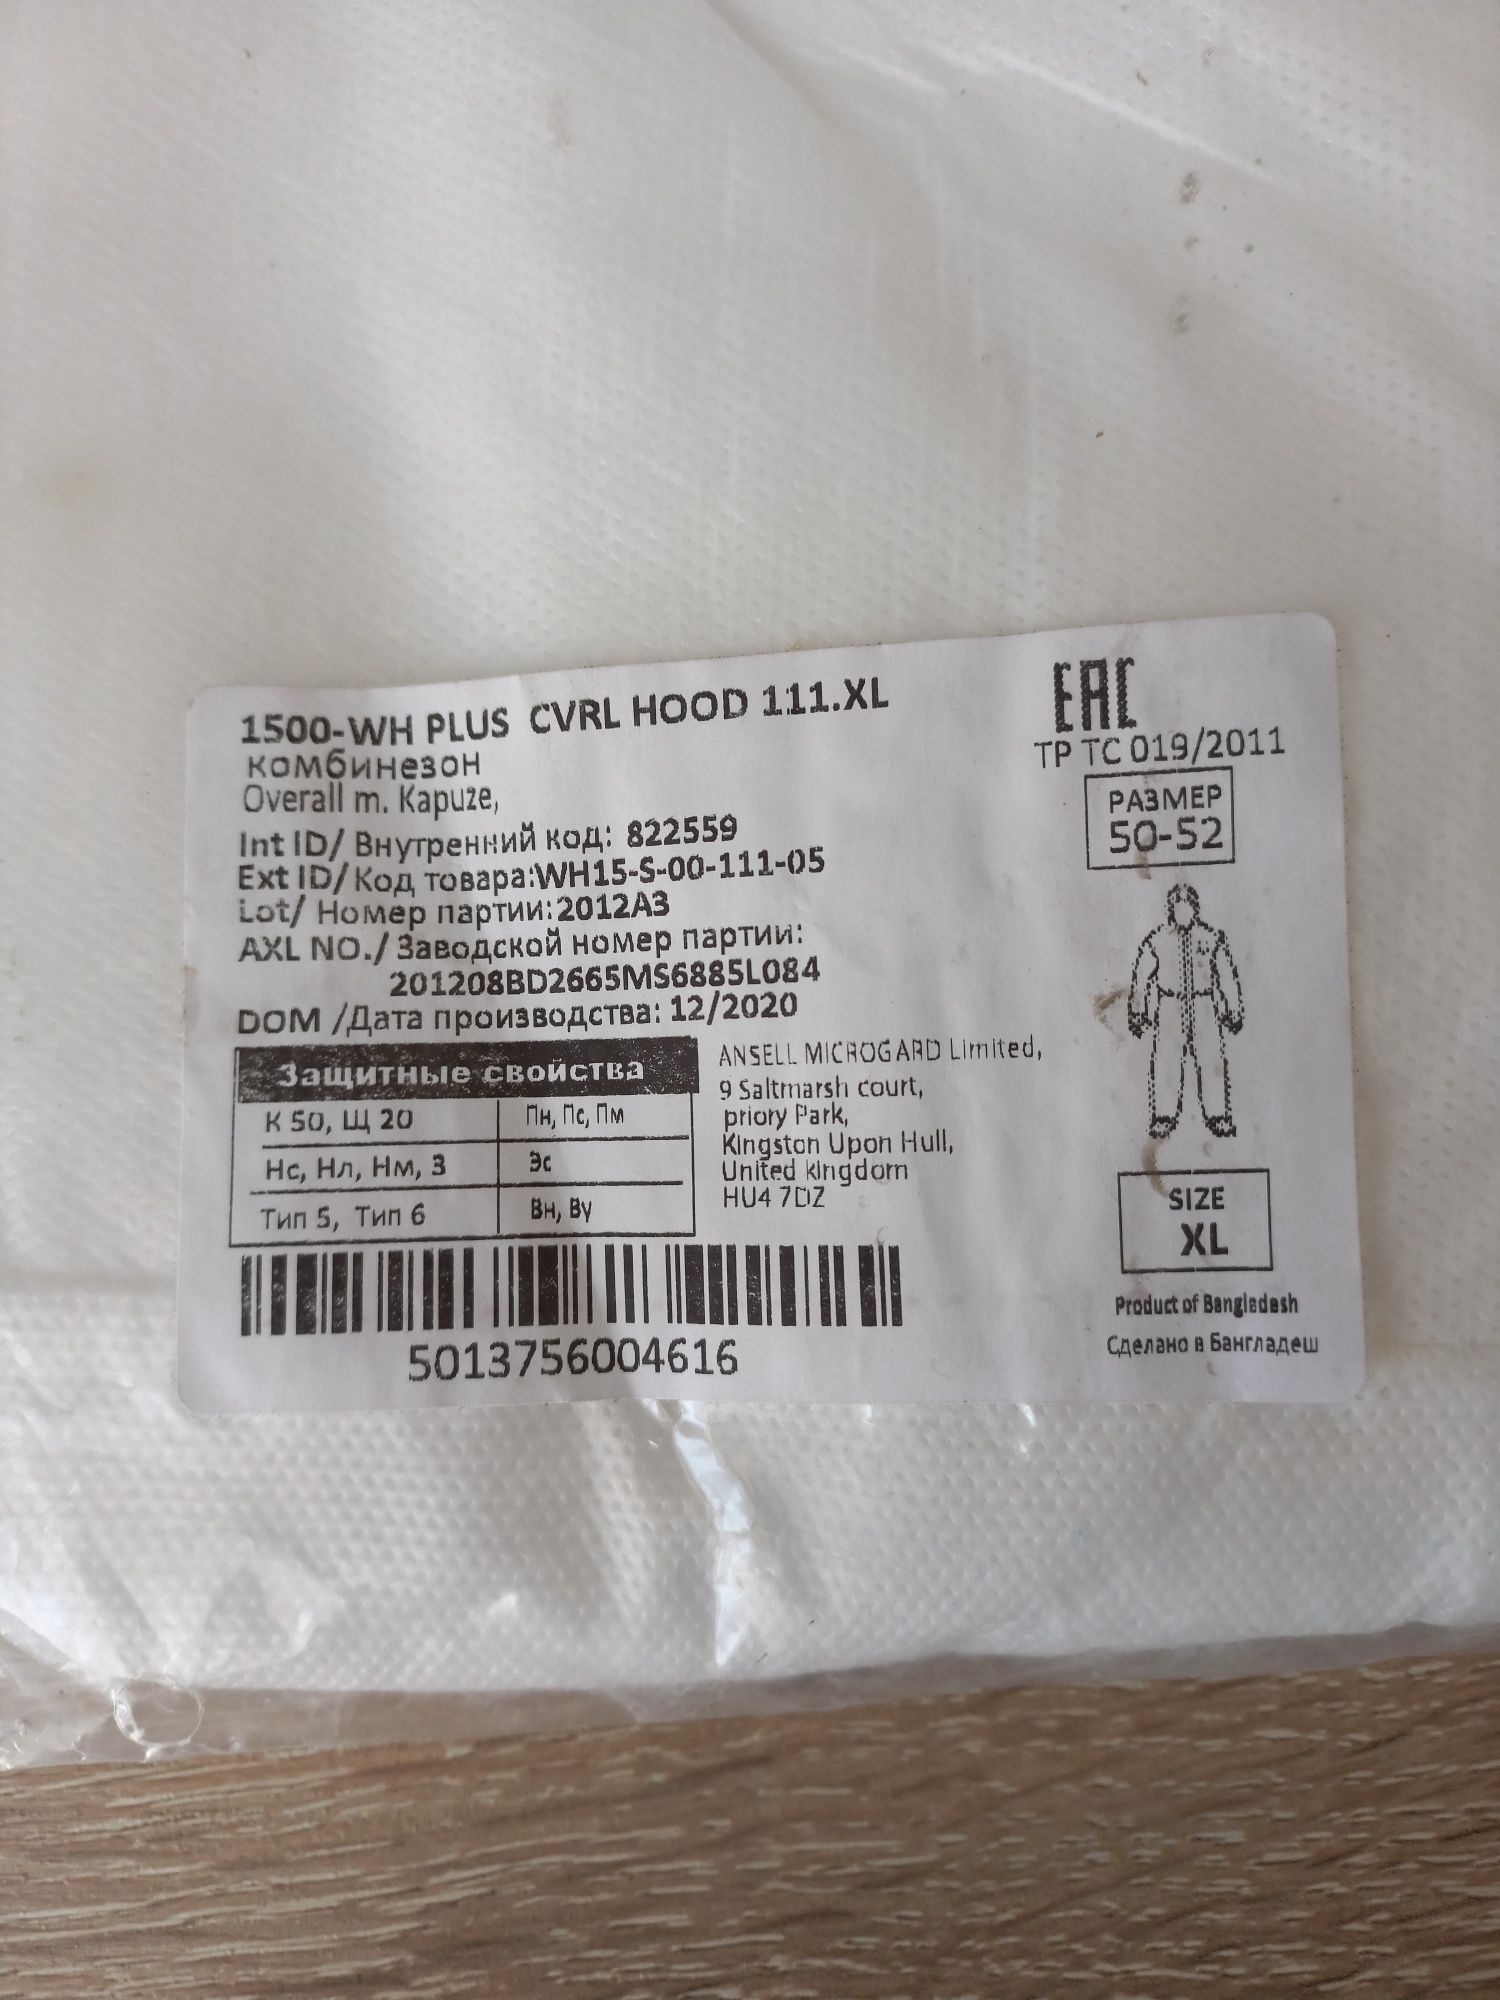 1500-WH PLUS CVRL HOOD 111.XL
комбинезон
Overall m. Kapuze,
Int ID/ Внутренний код: 822559
Ext ID/Код товара:WH15-S-00-111-05
Lot/ Номер партии:2012A3
AXL NO./ Заводской номер партии:
201208BD2665MS6885L084
DOM /Дата производства: 12/2020
EAC
ТР ТС 019/2011
РАЗМЕР
50-52
Защитные свойства
К 50, Щ 20 Пн, Пс, Пм
Нс, Нл, Нм, З Эс
Тип 5, Тип 6 Вн, Ву
ANSELL MICROGARD Limited,
9 Saltmarsh court,
priory Park,
Kingston Upon Hull,
United kingdom
HU4 7DZ
SIZE
XL
Product of Bangladesh
Сделано в Бангладеш
5013756004616